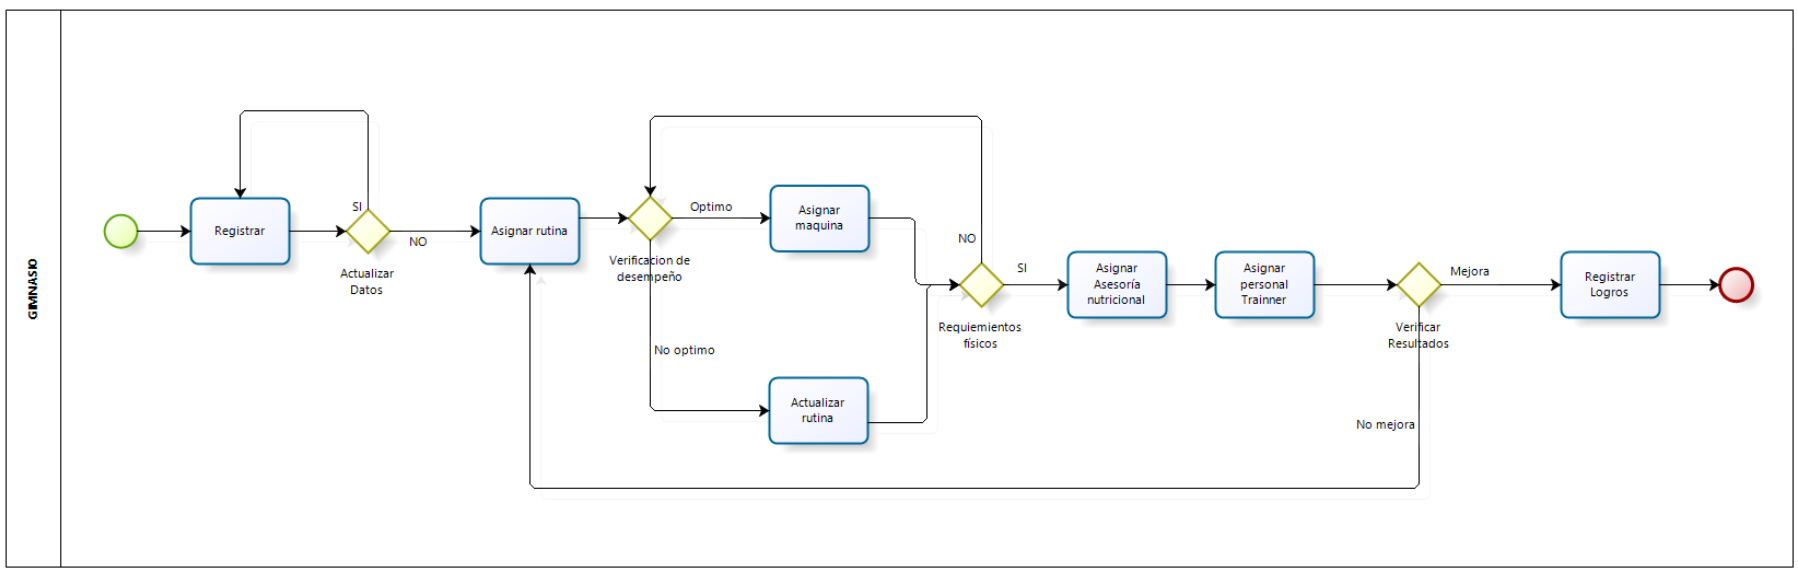 GIMNASIO
Registrar
SI
NO
Actualizar
Datos
Asignar rutina
Verificacion de
desempeño
Optimo
No optimo
Asignar
maquina
Actualizar
rutina
NO
SI
Requiemientos
físicos
Asignar
Asesoría
nutricional
Asignar
personal
Trainner
Mejora
Verificar
Resultados
No mejora
Registrar
Logros